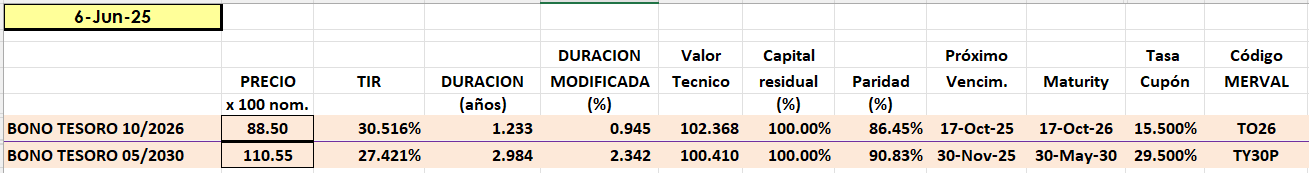 6-Jun-25
DURACION Valor Capital Próximo Tasa Código
PRECIO TIR DURACION MODIFICADA Tecnico residual Paridad Vencim. Maturity Cupón MERVAL
x 100 nom. (años) (%) (%) (%)
BONO TESORO 10/2026 88.50 30.516% 1.233 0.945 102.368 100.00% 86.45% 17-Oct-25 17-Oct-26 15.500% TO26
BONO TESORO 05/2030 110.55 27.421% 2.984 2.342 100.410 100.00% 90.83% 30-Nov-25 30-May-30 29.500% TY30P